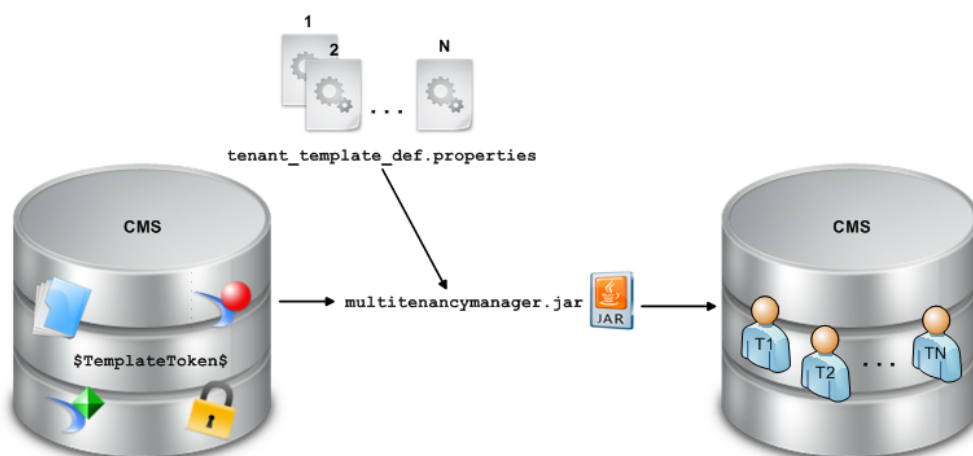 1
2
N
. . .
tenant_template_def.properties
CMS
CMS
multitenancymanager.jar
JAR
$TemplateToken$
T1
T2
. . .
TN